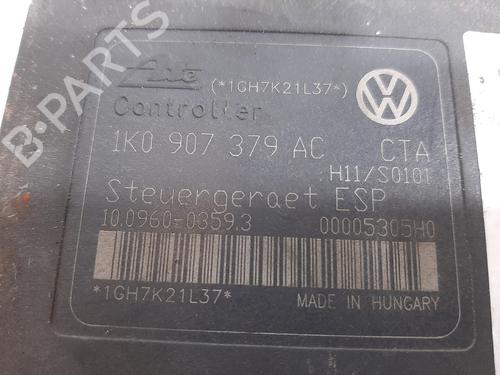 Ate (*1GH7K21L37*)
Controller
1K0 907 379 AC CTA
H11/S0101
Steuergeraet ESP
10.0960-0359.3 00005305H0
*1GH7K21L37* MADE IN HUNGARY
B-PARTS